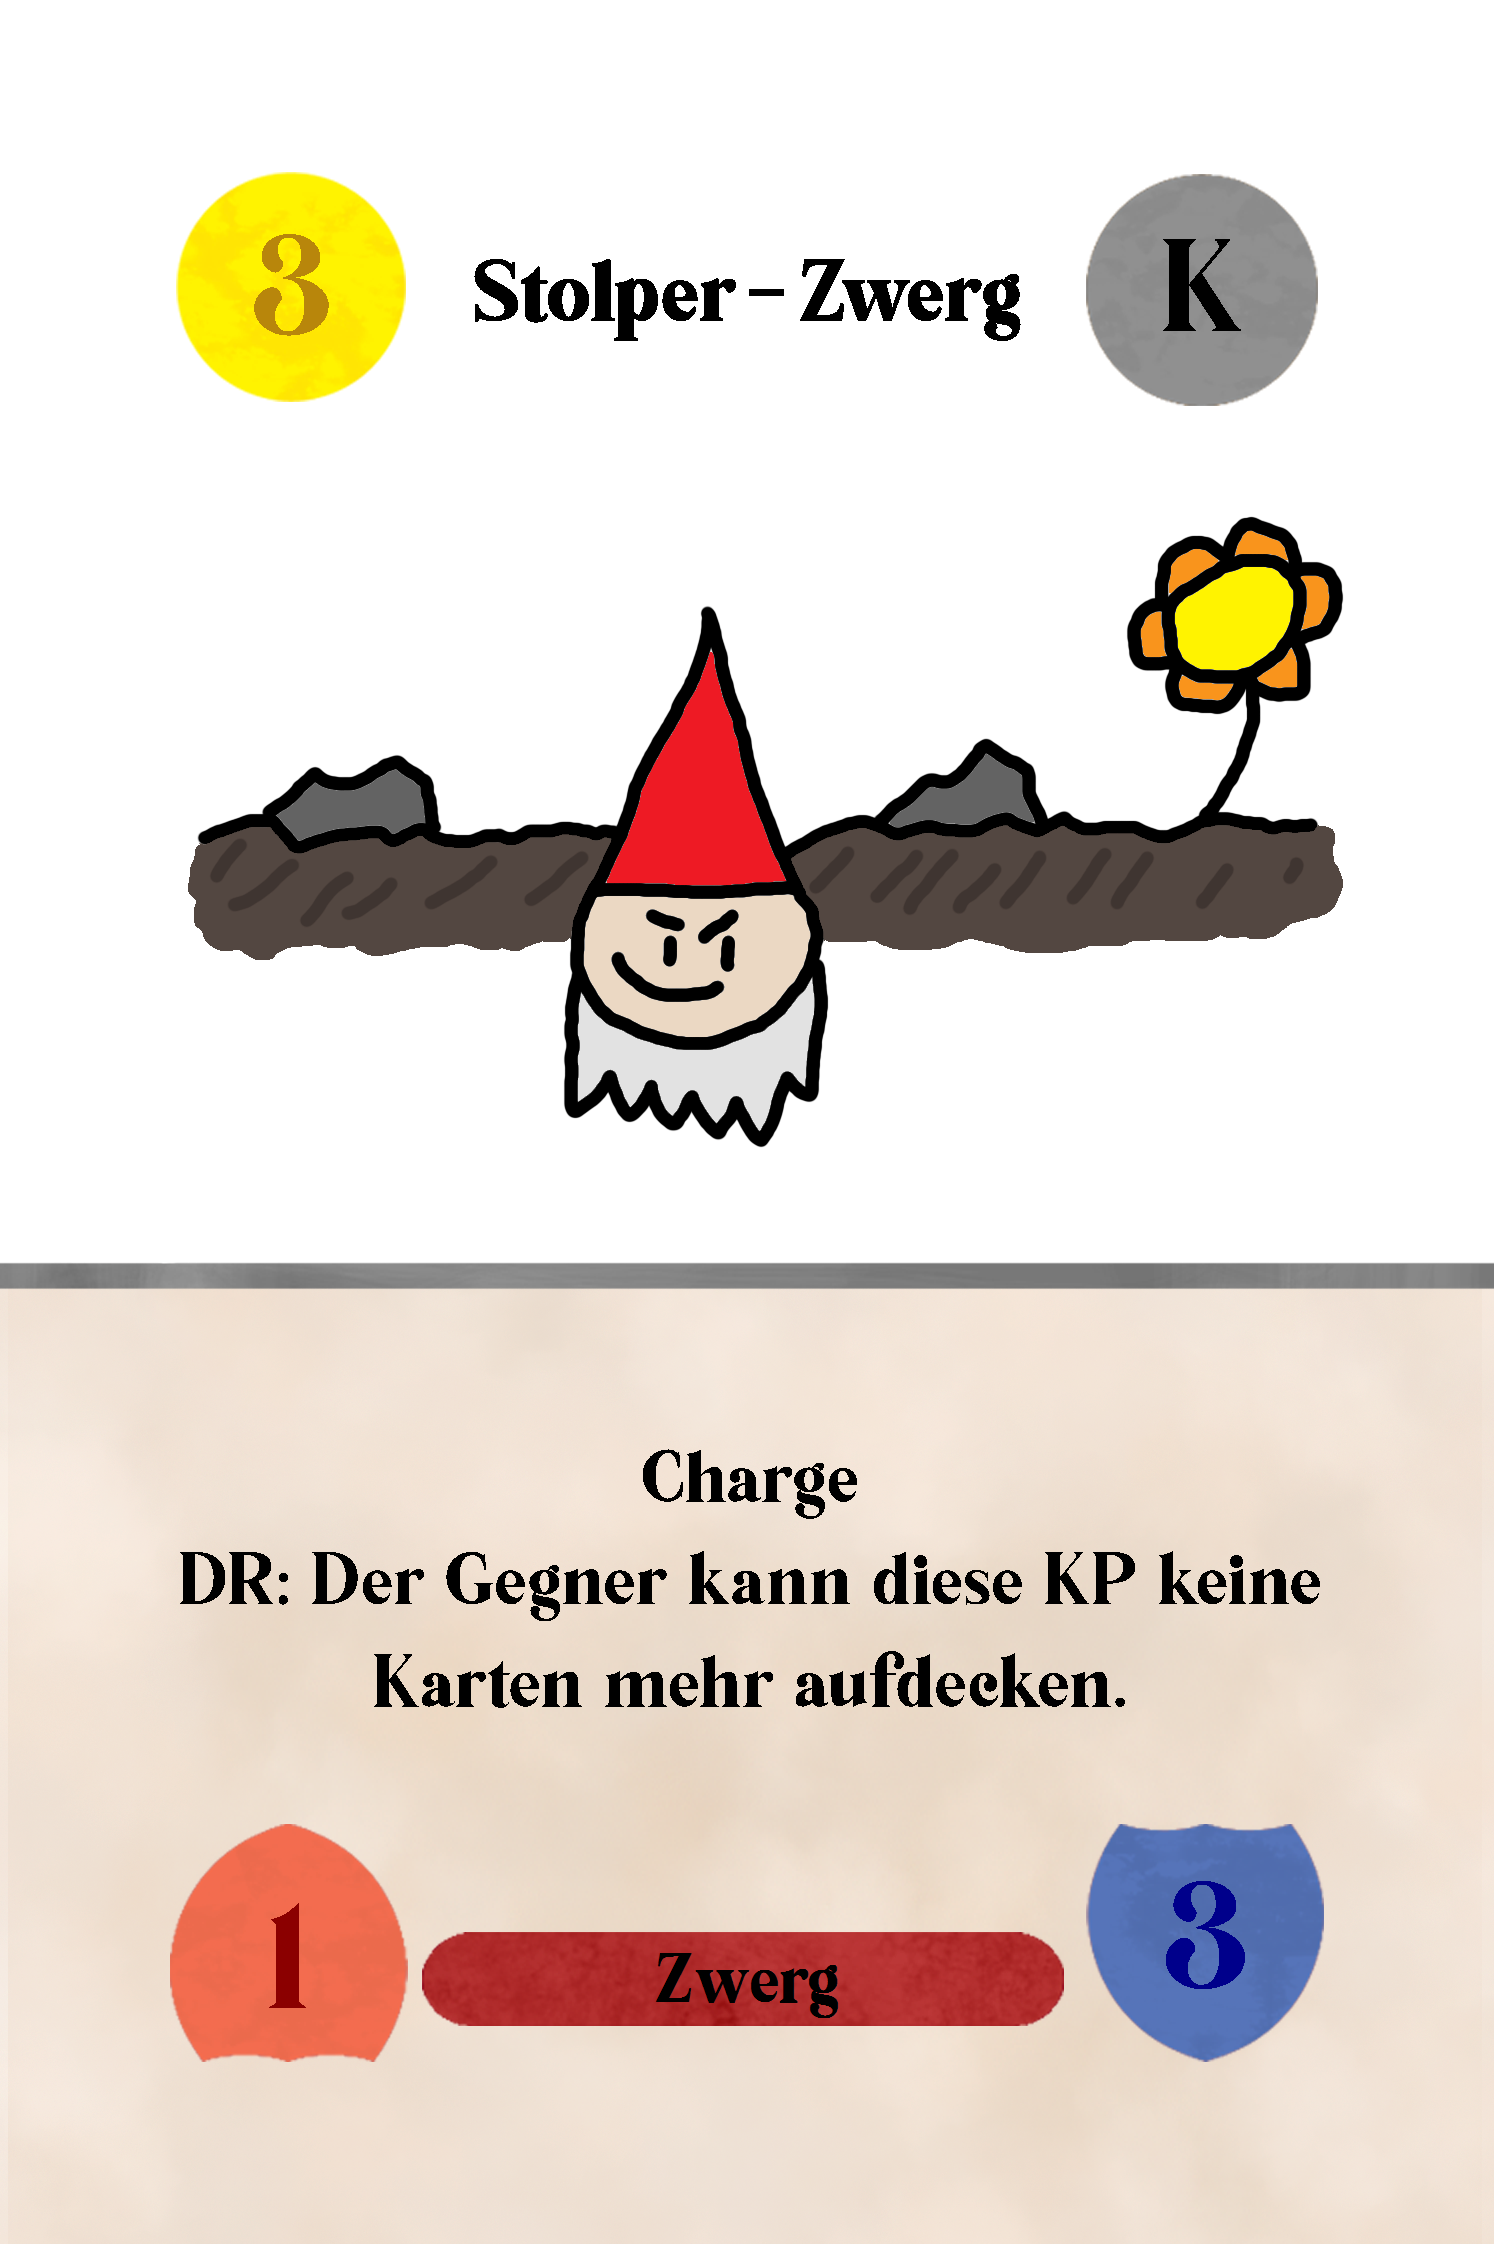 3 Stolper – Zwerg K
Charge
DR: Der Gegner kann diese KP keine
Karten mehr aufdecken.
1 Zwerg 3